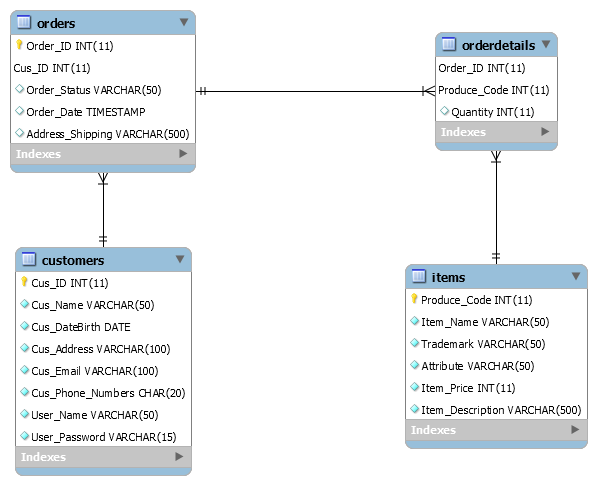 orders
Order_ID INT(11)
Cus_ID INT(11)
Order_Status VARCHAR(50)
Order_Date TIMESTAMP
Address_Shipping VARCHAR(500)
Indexes
orderdetails
Order_ID INT(11)
Produce_Code INT(11)
Quantity INT(11)
Indexes
customers
Cus_ID INT(11)
Cus_Name VARCHAR(50)
Cus_DateBirth DATE
Cus_Address VARCHAR(100)
Cus_Email VARCHAR(100)
Cus_Phone_Numbers CHAR(20)
User_Name VARCHAR(50)
User_Password VARCHAR(15)
Indexes
items
Produce_Code INT(11)
Item_Name VARCHAR(50)
Trademark VARCHAR(50)
Attribute VARCHAR(50)
Item_Price INT(11)
Item_Description VARCHAR(500)
Indexes